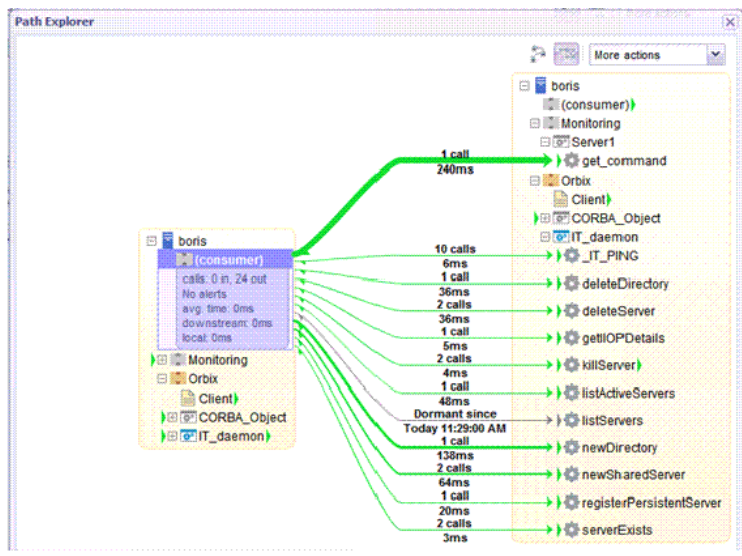 Path Explorer
More actions
boris
(consumer)
Monitoring
Server1
get_command
Orbix
Client
CORBA_Object
IT_daemon
_IT_PING
deleteDirectory
deleteServer
getIIOPDetails
killServer
listActiveServers
listServers
newDirectory
newSharedServer
registerPersistentServer
serverExists
1 call
240ms
10 calls
6ms
1 call
36ms
2 calls
36ms
1 call
5ms
2 calls
4ms
1 call
48ms
Dormant since
Today 11:29:00 AM
1 call
138ms
2 calls
64ms
1 call
20ms
2 calls
3ms
boris
(consumer)
calls: 0 in, 24 out
No alerts
avg. time: 0ms
downstream: 0ms
local: 0ms
Monitoring
Orbix
Client
CORBA_Object
IT_daemon